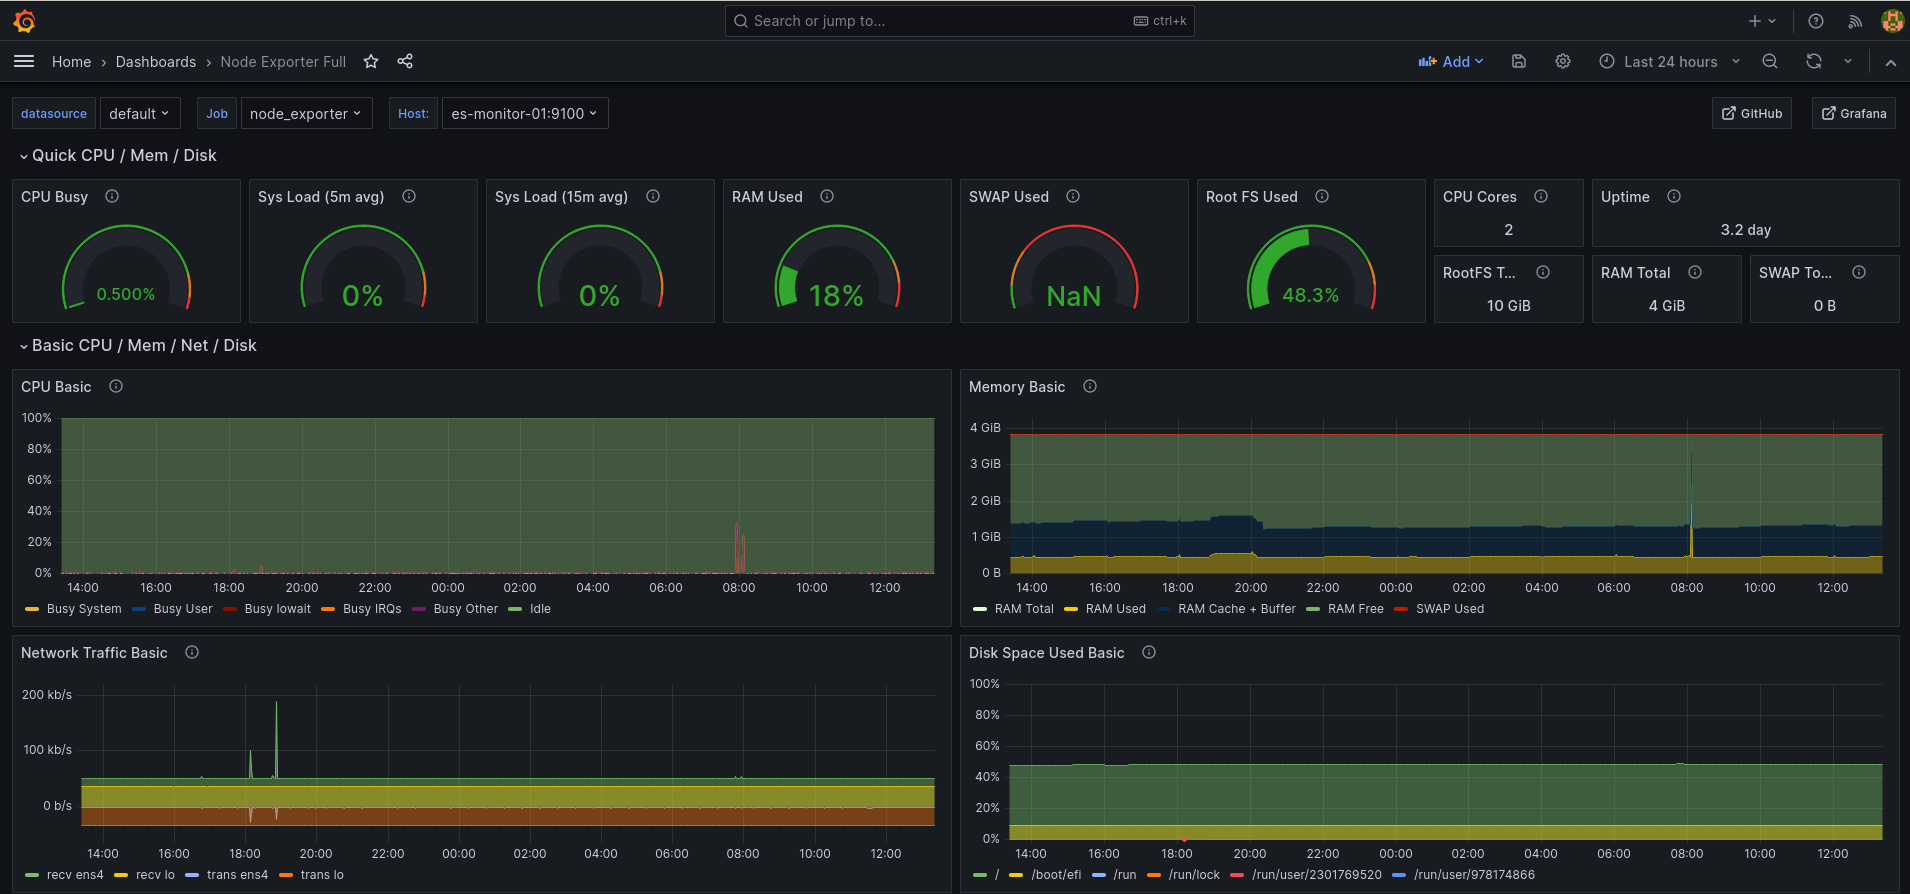 Search or jump to... ctrl+k
Home › Dashboards › Node Exporter Full Add Last 24 hours
datasource default Job node_exporter Host: es-monitor-01:9100 GitHub Grafana
Quick CPU / Mem / Disk
CPU Busy Sys Load (5m avg) Sys Load (15m avg) RAM Used SWAP Used Root FS Used CPU Cores Uptime
2 3.2 day
RootFS T... RAM Total SWAP To...
0.500% 0% 0% 18% NaN 48.3% 10 GiB 4 GiB 0 B
Basic CPU / Mem / Net / Disk
CPU Basic
100%
80%
60%
40%
20%
0%
14:00 16:00 18:00 20:00 22:00 00:00 02:00 04:00 06:00 08:00 10:00 12:00
Busy System Busy User Busy Iowait Busy IRQs Busy Other Idle
Memory Basic
4 GiB
3 GiB
2 GiB
1 GiB
0 B
14:00 16:00 18:00 20:00 22:00 00:00 02:00 04:00 06:00 08:00 10:00 12:00
RAM Total RAM Used RAM Cache + Buffer RAM Free SWAP Used
Network Traffic Basic
200 kb/s
100 kb/s
0 b/s
14:00 16:00 18:00 20:00 22:00 00:00 02:00 04:00 06:00 08:00 10:00 12:00
recv ens4 recv lo trans ens4 trans lo
Disk Space Used Basic
100%
80%
60%
40%
20%
0%
14:00 16:00 18:00 20:00 22:00 00:00 02:00 04:00 06:00 08:00 10:00 12:00
/ /boot/efi /run /run/lock /run/user/2301769520 /run/user/978174866